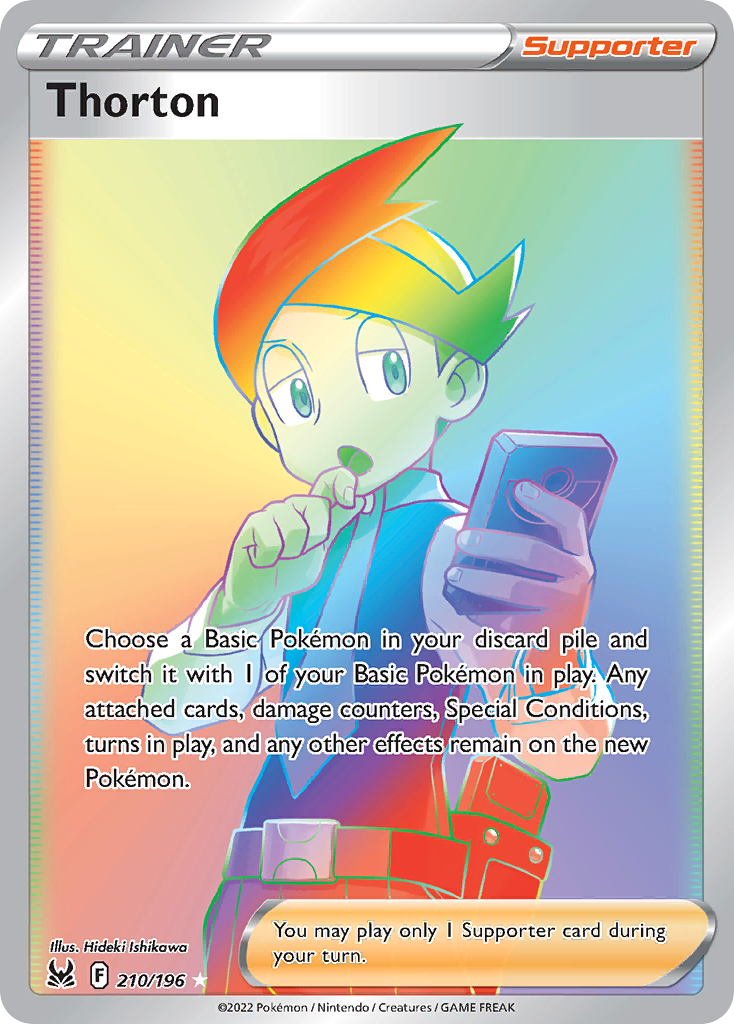 TRAINER
Supporter
Thorton
Choose a Basic Pokémon in your discard pile and
switch it with 1 of your Basic Pokémon in play. Any
attached cards, damage counters, Special Conditions,
turns in play, and any other effects remain on the new
Pokémon.
You may play only 1 Supporter card during
your turn.
Illus. Hideki Ishikawa
F 210/196
©2022 Pokémon / Nintendo / Creatures / GAME FREAK